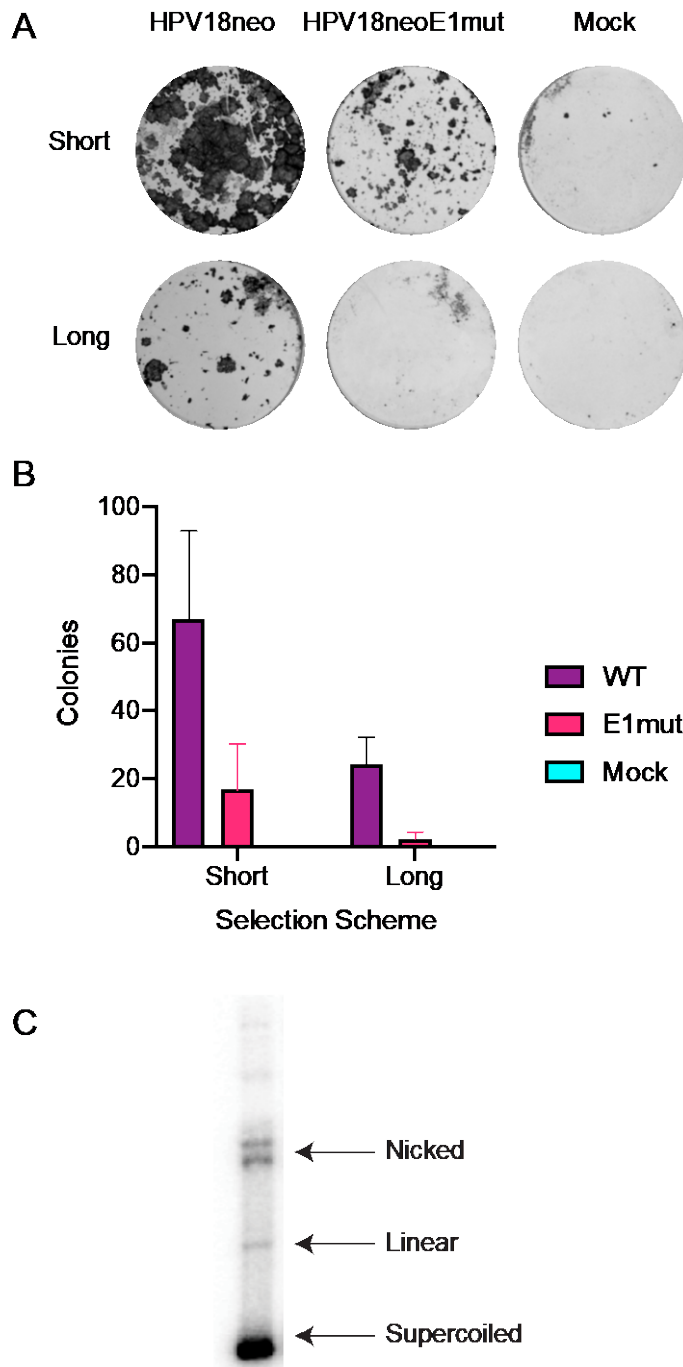 A
HPV18neo HPV18neoE1mut Mock
Short
Long
B
100
80
60
40
20
0
Colonies
Short Long
Selection Scheme
WT
E1mut
Mock
C
Nicked
Linear
Supercoiled